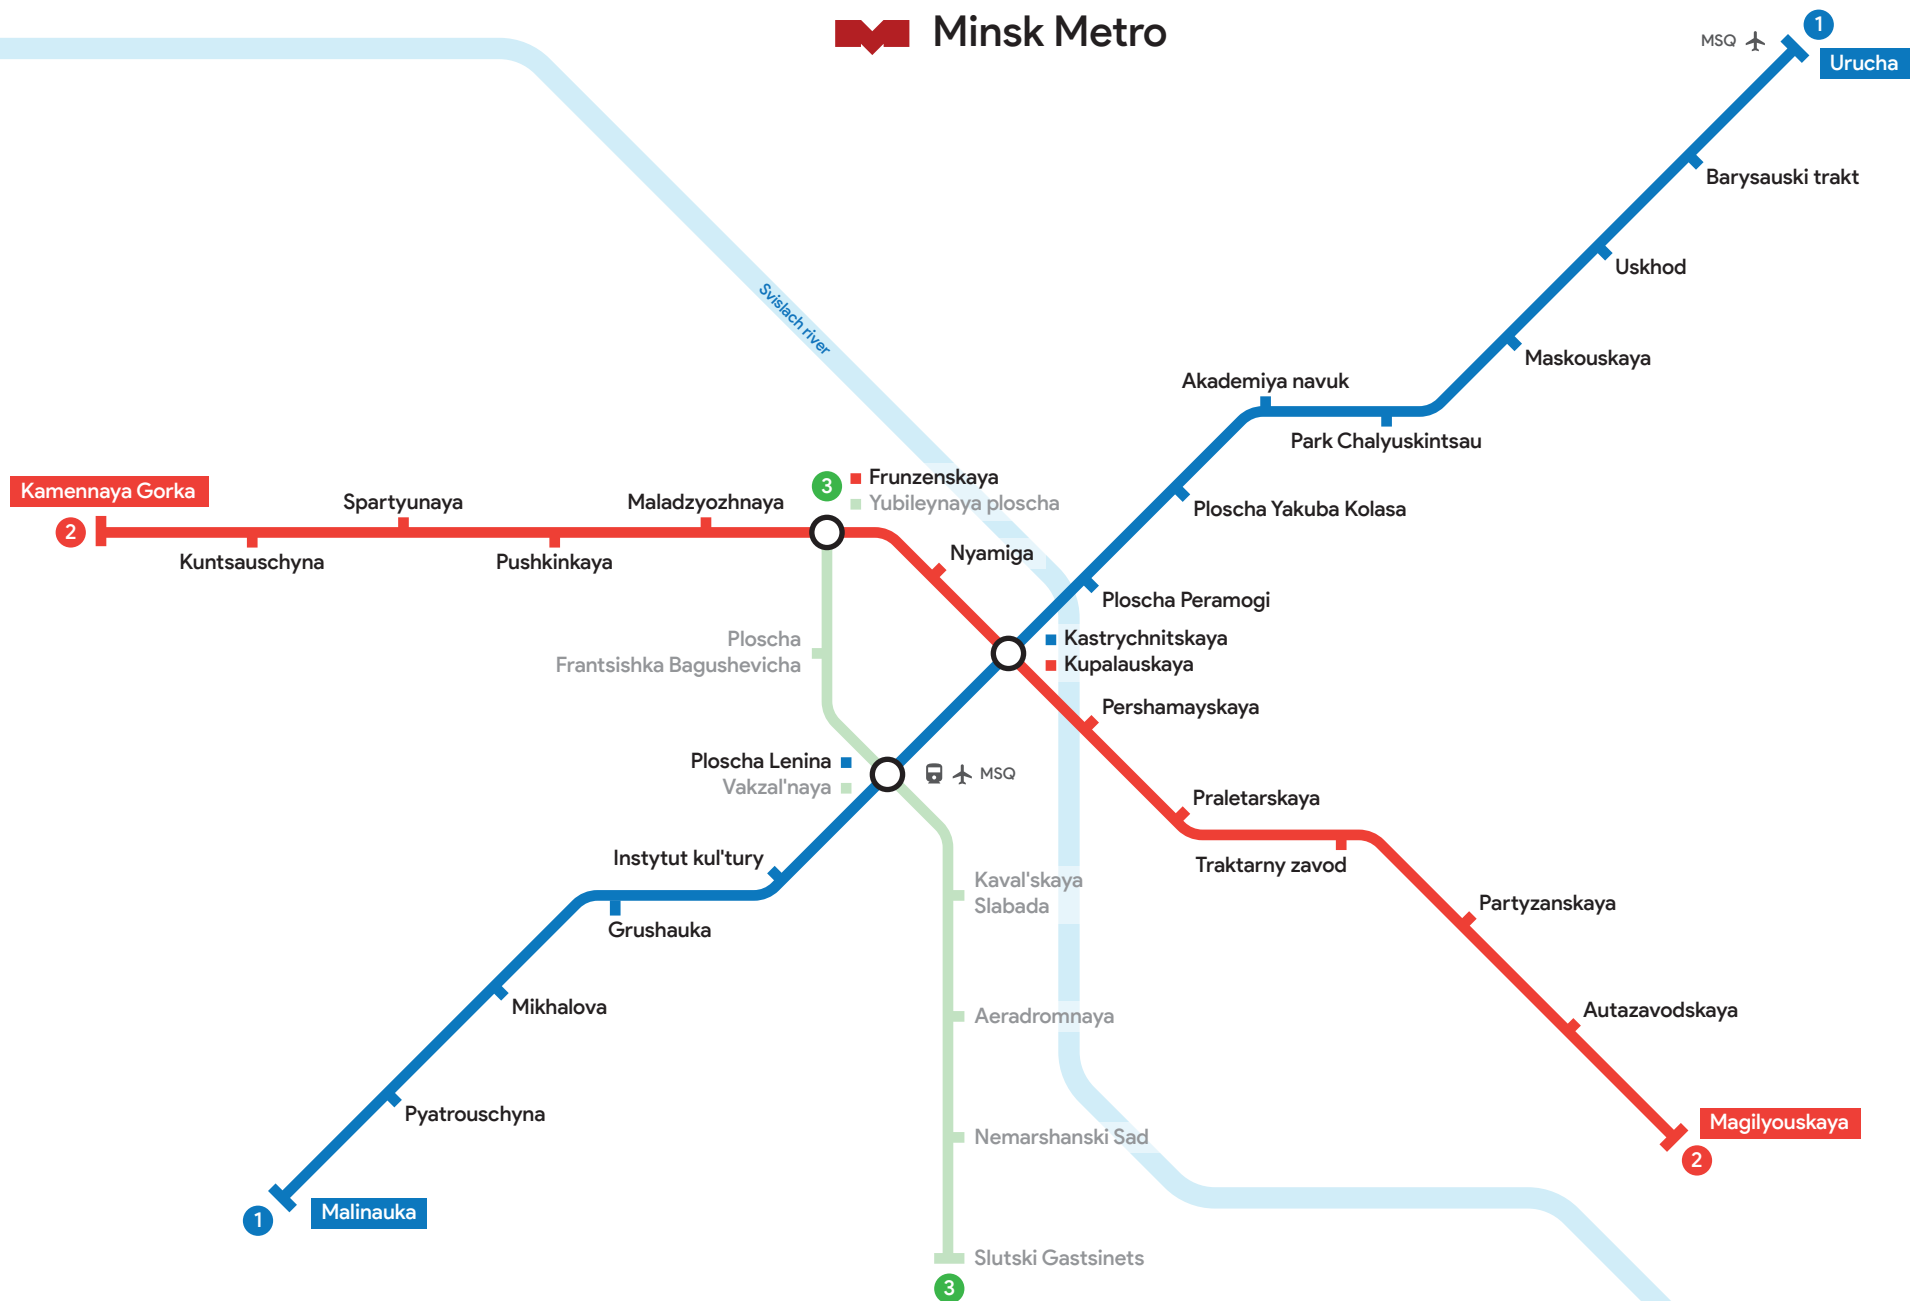 Minsk Metro
1
MSQ
Urucha
Barysauski trakt
Uskhod
Svislach river
Maskouskaya
Akademiya navuk
Park Chalyuskintsau
Kamennaya Gorka
2
Spartyunaya
Maladzyozhnaya
3
Frunzenskaya
Yubileynaya ploscha
Ploscha Yakuba Kolasa
Kuntsauschyna
Pushkinkaya
Nyamiga
Ploscha Peramogi
Ploscha
Frantsishka Bagushevicha
Kastrychnitskaya
Kupalauskaya
Pershamayskaya
Ploscha Lenina
Vakzal'naya
MSQ
Praletarskaya
Instytut kul'tury
Traktarny zavod
Kaval'skaya
Slabada
Grushauka
Partyzanskaya
Mikhalova
Aeradromnaya
Autazavodskaya
Pyatrouschyna
Nemarshanski Sad
Magilyouskaya
2
Malinauka
1
Slutski Gastsinets
3